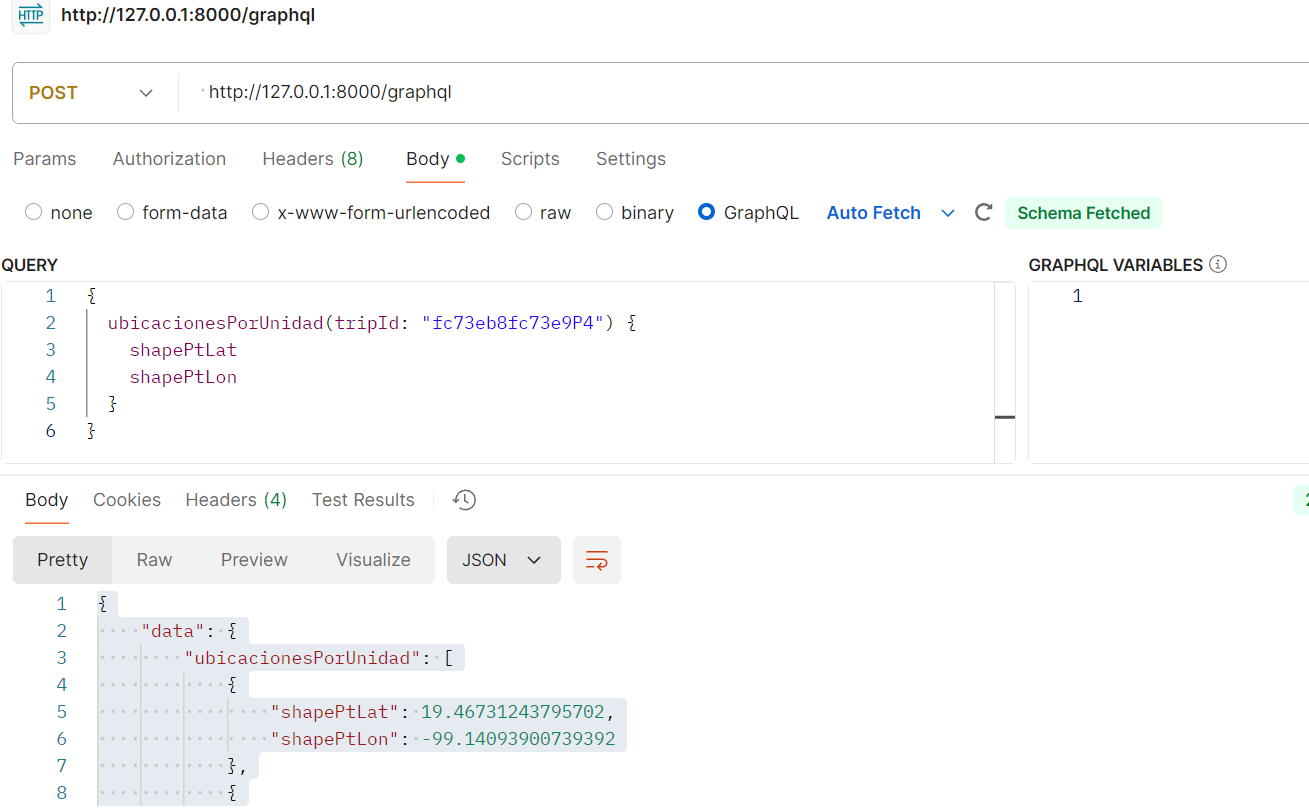 HTTP http://127.0.0.1:8000/graphql
POST http://127.0.0.1:8000/graphql
Params Authorization Headers (8) Body Scripts Settings
none form-data x-www-form-urlencoded raw binary GraphQL Auto Fetch Schema Fetched
QUERY GRAPHQL VARIABLES
1 { 1
2 ubicacionesPorUnidad(tripId: "fc73eb8fc73e9P4") {
3 shapePtLat
4 shapePtLon
5 }
6 }
Body Cookies Headers (4) Test Results 2
Pretty Raw Preview Visualize JSON
1 {
2 "data": {
3 "ubicacionesPorUnidad": [
4 {
5 "shapePtLat": 19.46731243795702,
6 "shapePtLon": -99.14093900739392
7 },
8 {